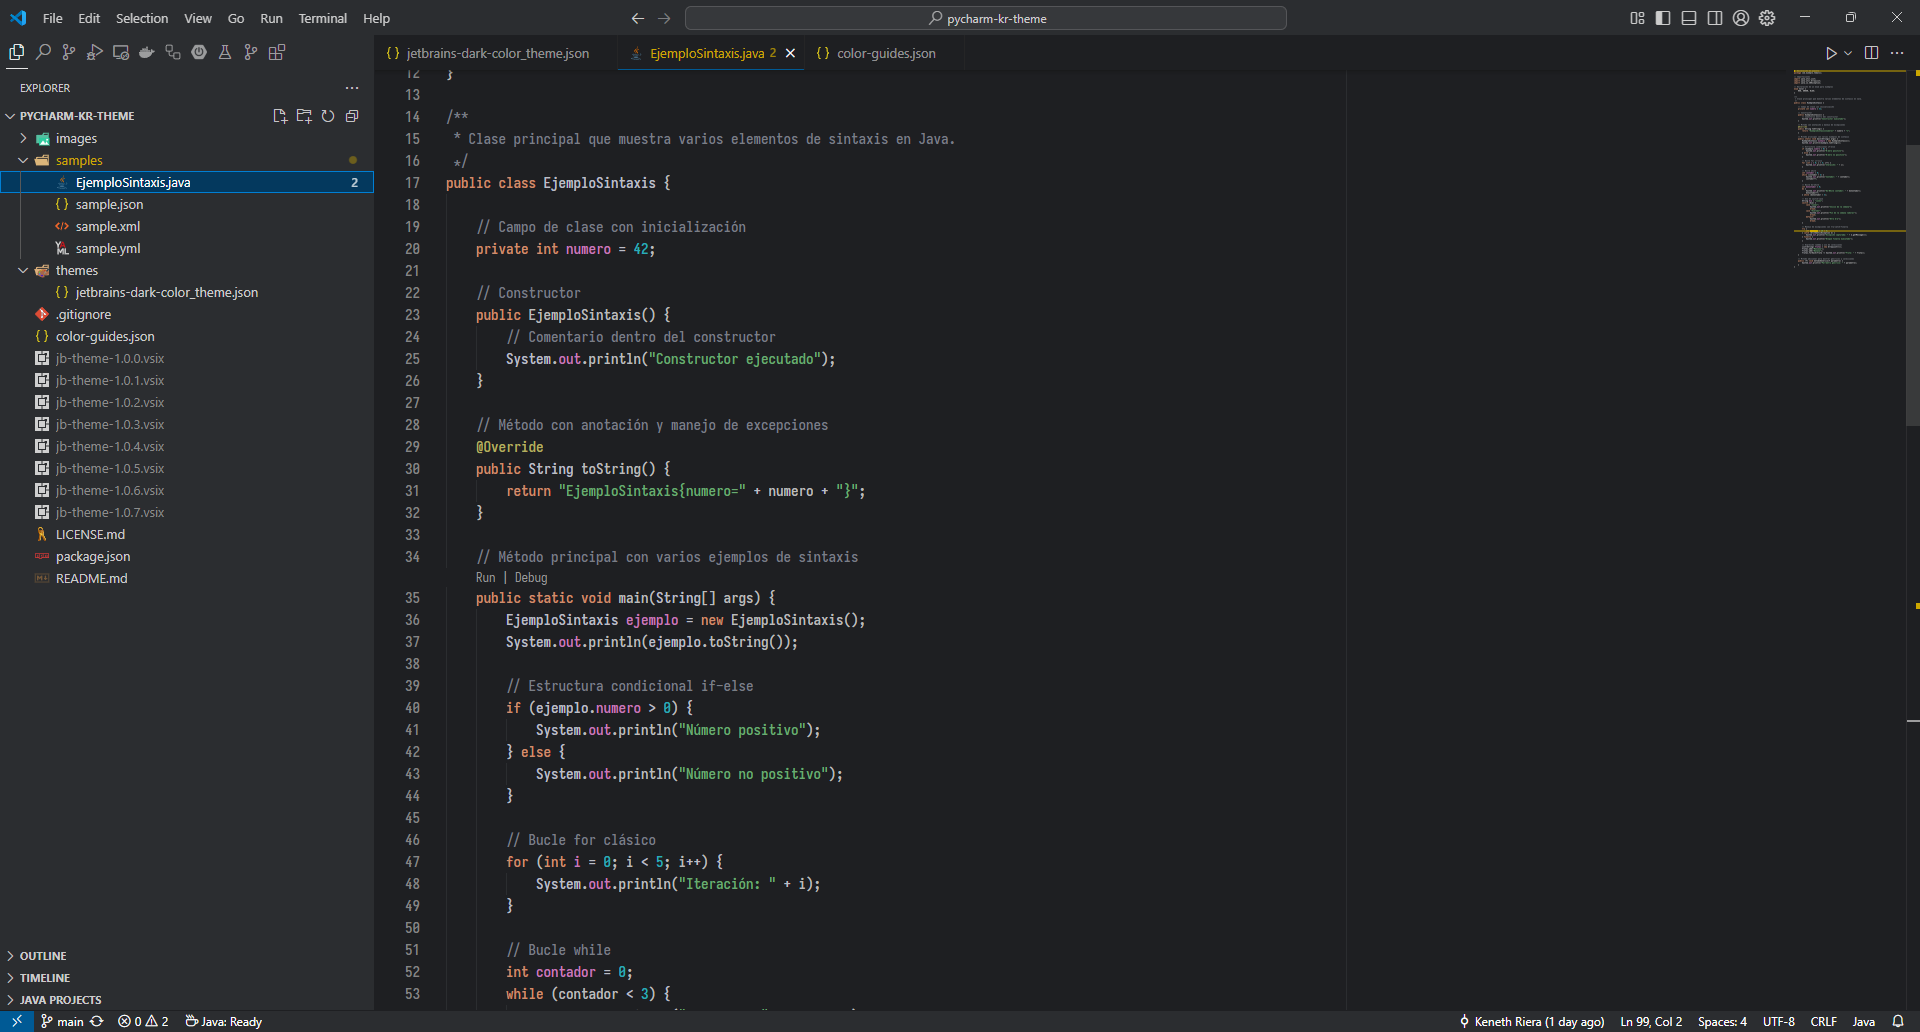 File Edit Selection View Go Run Terminal Help
pycharm-kr-theme
EXPLORER
PYCHARM-KR-THEME
images
samples
EjemploSintaxis.java 2
sample.json
sample.xml
sample.yml
themes
jetbrains-dark-color_theme.json
.gitignore
color-guides.json
jb-theme-1.0.0.vsix
jb-theme-1.0.1.vsix
jb-theme-1.0.2.vsix
jb-theme-1.0.3.vsix
jb-theme-1.0.4.vsix
jb-theme-1.0.5.vsix
jb-theme-1.0.6.vsix
jb-theme-1.0.7.vsix
LICENSE.md
package.json
README.md
OUTLINE
TIMELINE
JAVA PROJECTS
jetbrains-dark-color_theme.json EjemploSintaxis.java 2 color-guides.json
12 }
13
14 /**
15 * Clase principal que muestra varios elementos de sintaxis en Java.
16 */
17 public class EjemploSintaxis {
18
19 // Campo de clase con inicialización
20 private int numero = 42;
21
22 // Constructor
23 public EjemploSintaxis() {
24 // Comentario dentro del constructor
25 System.out.println("Constructor ejecutado");
26 }
27
28 // Método con anotación y manejo de excepciones
29 @Override
30 public String toString() {
31 return "EjemploSintaxis{numero=" + numero + "}";
32 }
33
34 // Método principal con varios ejemplos de sintaxis
Run | Debug
35 public static void main(String[] args) {
36 EjemploSintaxis ejemplo = new EjemploSintaxis();
37 System.out.println(ejemplo.toString());
38
39 // Estructura condicional if-else
40 if (ejemplo.numero > 0) {
41 System.out.println("Número positivo");
42 } else {
43 System.out.println("Número no positivo");
44 }
45
46 // Bucle for clásico
47 for (int i = 0; i < 5; i++) {
48 System.out.println("Iteración: " + i);
49 }
50
51 // Bucle while
52 int contador = 0;
53 while (contador < 3) {
main 0 2 Java: Ready Keneth Riera (1 day ago) Ln 99, Col 2 Spaces: 4 UTF-8 CRLF Java